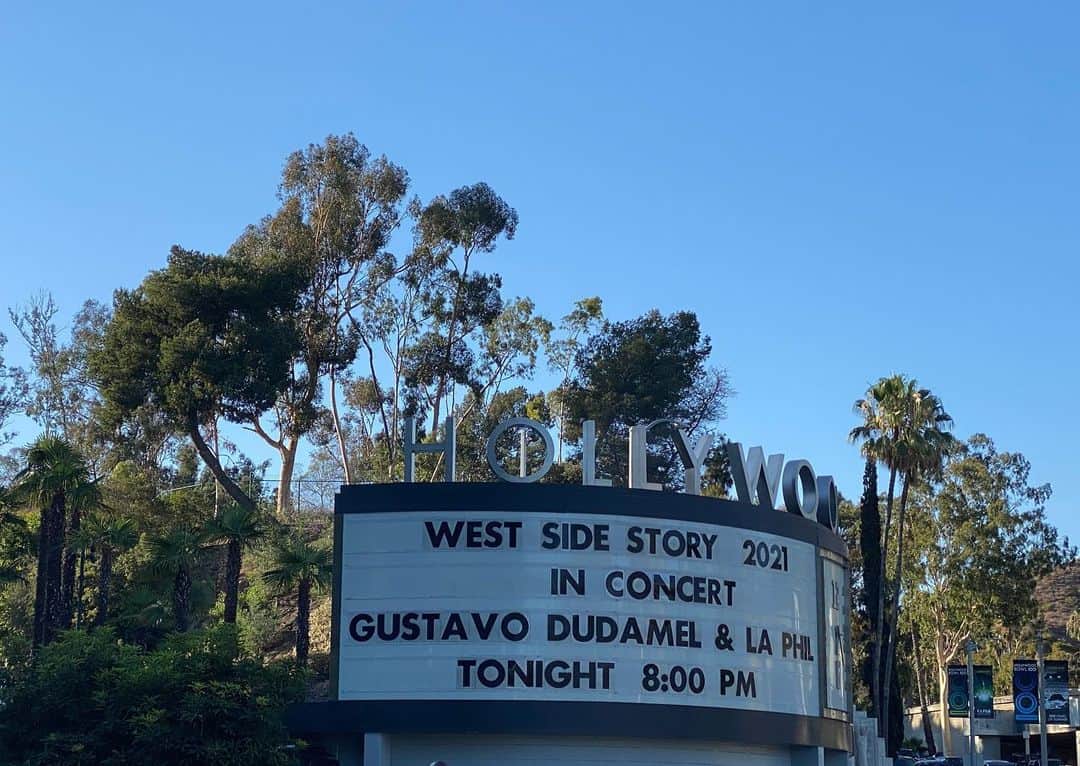 HOLLYWOO
WEST SIDE STORY 2021
IN CONCERT
GUSTAVO DUDAMEL & LA PHIL
TONIGHT 8:00 PM